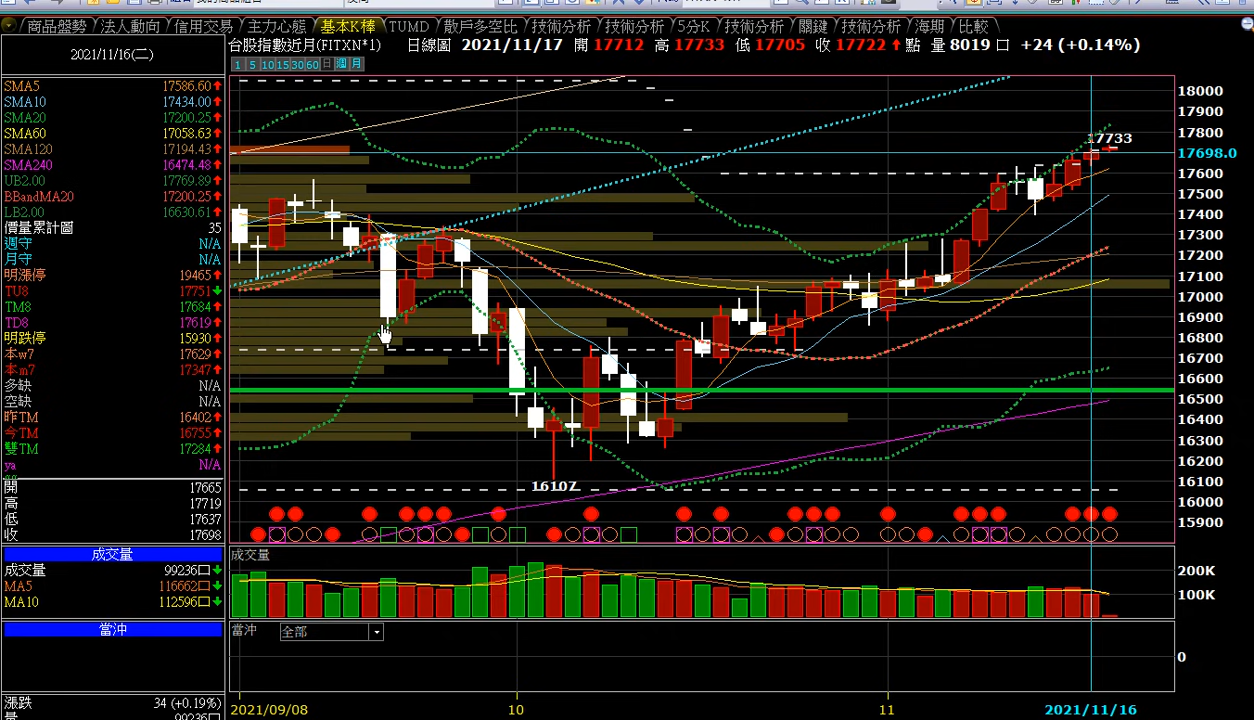 商品盤勢 法人動向 信用交易 主力心態 基本K棒 TUMD 散戶多空比 技術分析 技術分析 5分K 技術分析 關鍵 技術分析 海期 比較
2021/11/16(二)
台股指數近月(FITXN*1) 日線圖 2021/11/17 開 17712 高 17733 低 17705 收 17722 點 量 8019 口 +24 (+0.14%)
1 5 10 15 30 60 日 週 月
SMA5 17586.60
SMA10 17434.00
SMA20 17200.25
SMA60 17058.63
SMA120 17194.43
SMA240 16474.48
UB2.00 17769.89
BBandMA20 17200.25
LB2.00 16630.61
價量累計圖 35
週守 N/A
月守 N/A
明漲停 19465
TU8 17751
TM8 17684
TD8 17619
明跌停 15930
本w7 17629
本m7 17347
多缺 N/A
空缺 N/A
昨TM 16402
今TM 16755
雙TM 17284
ya N/A
開 17665
高 17719
低 17637
收 17698
17733
16107
18000
17900
17800
17698.0
17600
17500
17400
17300
17200
17100
17000
16900
16800
16700
16600
16500
16400
16300
16200
16100
16000
15900
成交量
成交量 99236口
MA5 116662口
MA10 112596口
成交量
200K
100K
當沖
當沖 全部
0
漲跌 34 (+0.19%)
2021/09/08 10 11 2021/11/16